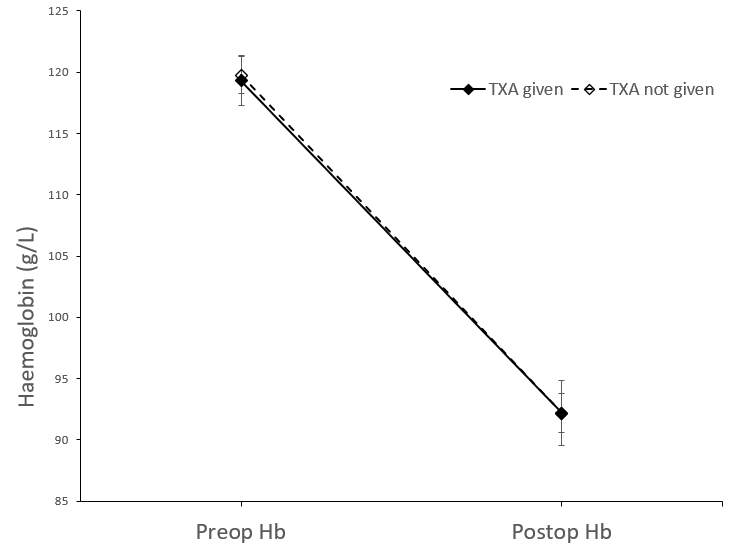 125
120
115
110
105
100
95
90
85
Haemoglobin (g/L)
TXA given
TXA not given
Preop Hb
Postop Hb